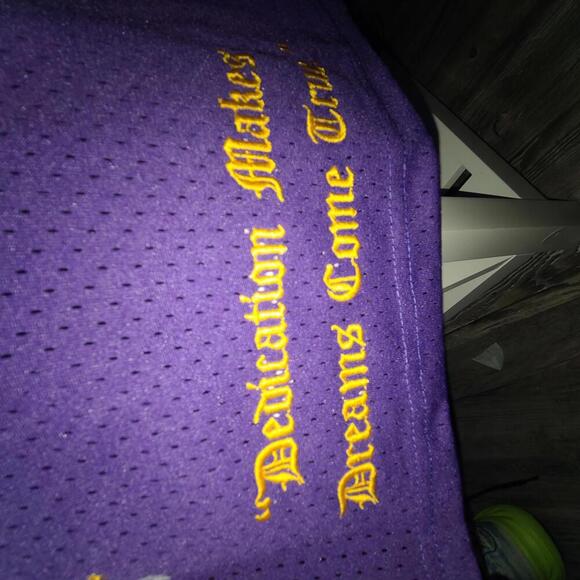 "Dedication Makes
Dreams Come True"